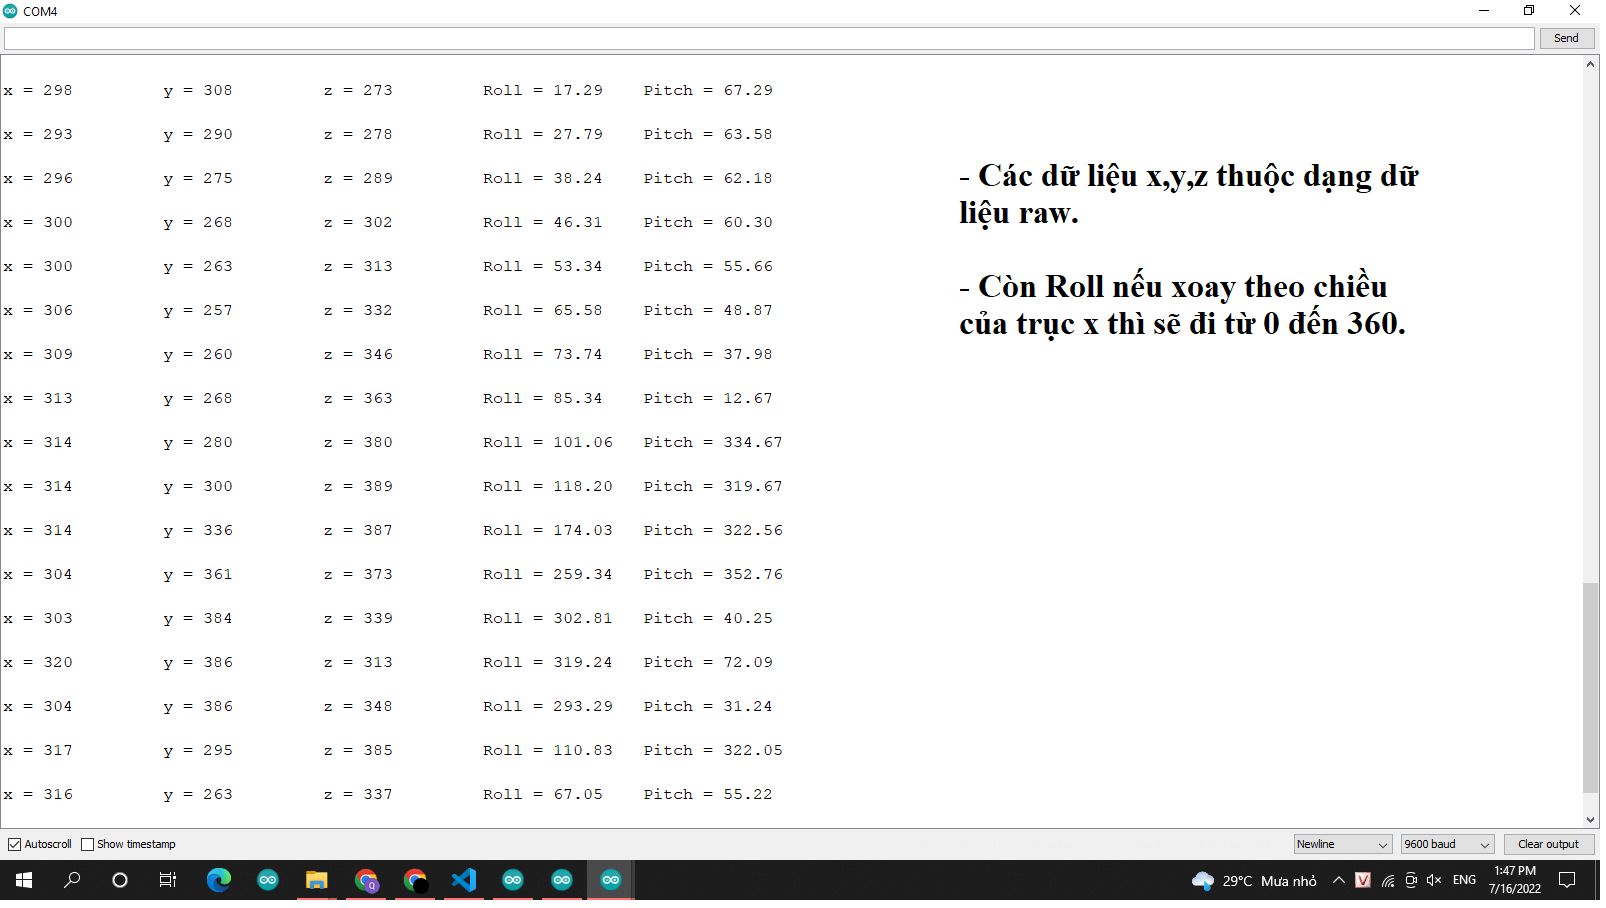 COM4
Send
x = 298 y = 308 z = 273 Roll = 17.29 Pitch = 67.29
x = 293 y = 290 z = 278 Roll = 27.79 Pitch = 63.58
x = 296 y = 275 z = 289 Roll = 38.24 Pitch = 62.18
x = 300 y = 268 z = 302 Roll = 46.31 Pitch = 60.30
x = 300 y = 263 z = 313 Roll = 53.34 Pitch = 55.66
x = 306 y = 257 z = 332 Roll = 65.58 Pitch = 48.87
x = 309 y = 260 z = 346 Roll = 73.74 Pitch = 37.98
x = 313 y = 268 z = 363 Roll = 85.34 Pitch = 12.67
x = 314 y = 280 z = 380 Roll = 101.06 Pitch = 334.67
x = 314 y = 300 z = 389 Roll = 118.20 Pitch = 319.67
x = 314 y = 336 z = 387 Roll = 174.03 Pitch = 322.56
x = 304 y = 361 z = 373 Roll = 259.34 Pitch = 352.76
x = 303 y = 384 z = 339 Roll = 302.81 Pitch = 40.25
x = 320 y = 386 z = 313 Roll = 319.24 Pitch = 72.09
x = 304 y = 386 z = 348 Roll = 293.29 Pitch = 31.24
x = 317 y = 295 z = 385 Roll = 110.83 Pitch = 322.05
x = 316 y = 263 z = 337 Roll = 67.05 Pitch = 55.22
- Các dữ liệu x,y,z thuộc dạng dữ
liệu raw.
- Còn Roll nếu xoay theo chiều
của trục x thì sẽ đi từ 0 đến 360.
Autoscroll Show timestamp Newline 9600 baud Clear output
Q
29°C Mưa nhỏ V ENG
1:47 PM
7/16/2022